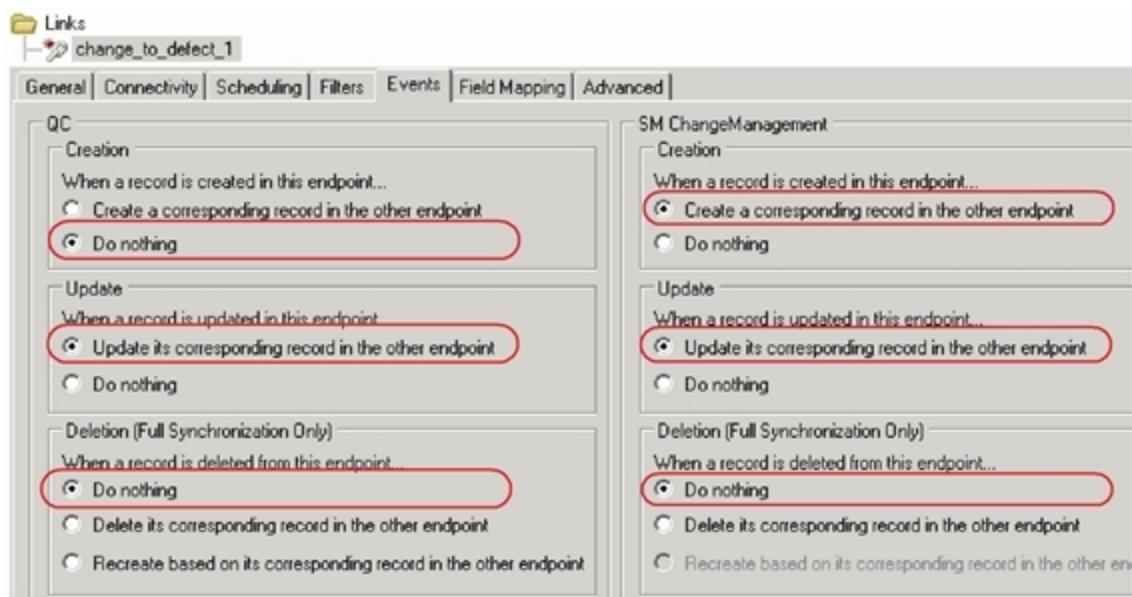 Links
change_to_defect_1
General Connectivity Scheduling Filters Events Field Mapping Advanced
QC
Creation
When a record is created in this endpoint...
Create a corresponding record in the other endpoint
Do nothing
Update
When a record is updated in this endpoint
Update its corresponding record in the other endpoint
Do nothing
Deletion (Full Synchronization Only)
When a record is deleted from this endpoint...
Do nothing
Delete its corresponding record in the other endpoint
Recreate based on its corresponding record in the other endpoint
SM ChangeManagement
Creation
When a record is created in this endpoint...
Create a corresponding record in the other endpoint
Do nothing
Update
When a record is updated in this endpoint...
Update its corresponding record in the other endpoint
Do nothing
Deletion (Full Synchronization Only)
When a record is deleted from this endpoint...
Do nothing
Delete its corresponding record in the other endpoint
Recreate based on its corresponding record in the other en